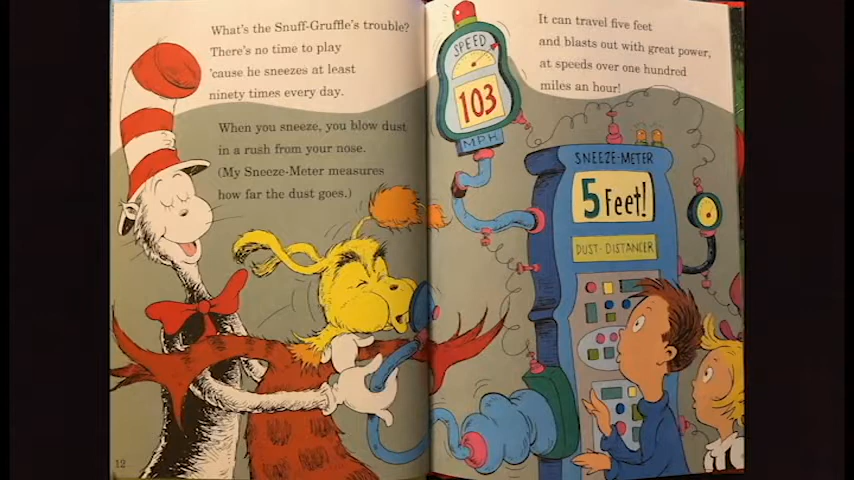 What's the Snuff-Gruffle's trouble?
There's no time to play
'cause he sneezes at least
ninety times every day.
When you sneeze, you blow dust
in a rush from your nose.
(My Sneeze-Meter measures
how far the dust goes.)
12
It can travel five feet
and blasts out with great power,
at speeds over one hundred
miles an hour!
SPEED
103
MPH
SNEEZE-METER
5 Feet!
DUST-DISTANCER